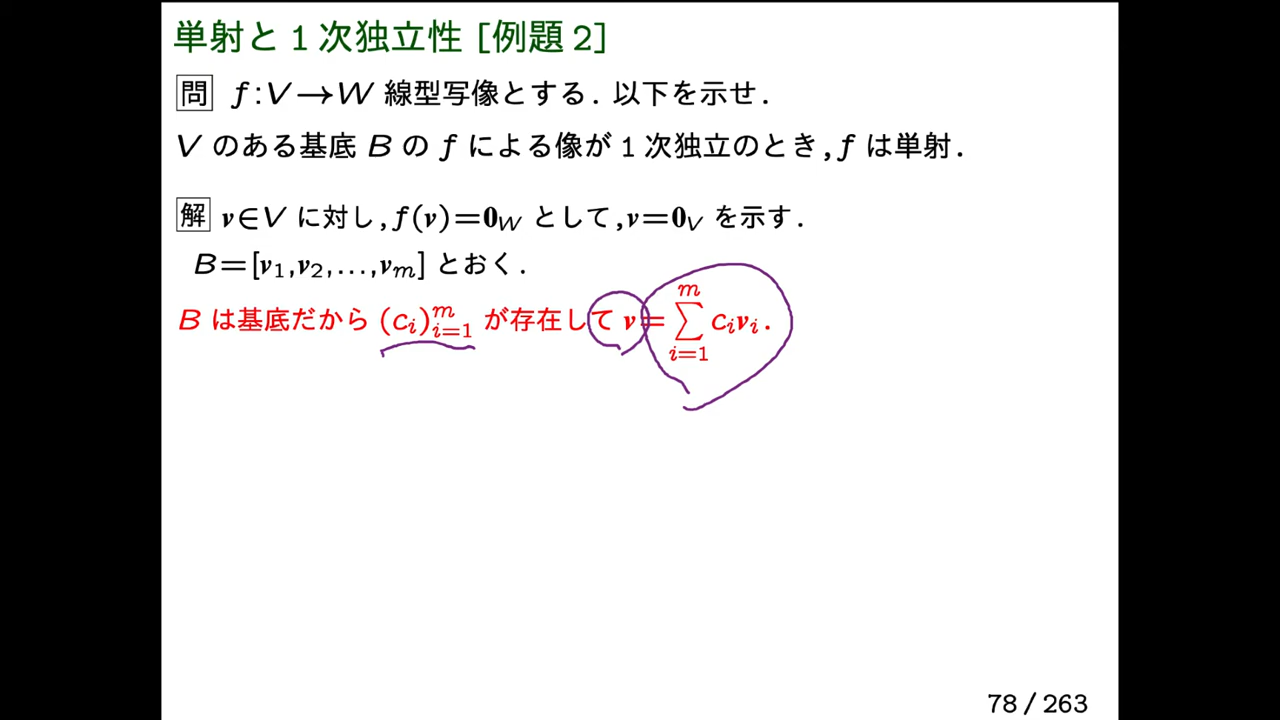 単射と1次独立性 [例題2]
問 f:V→W 線型写像とする. 以下を示せ.
V のある基底 B の f による像が1次独立のとき,f は単射.
解 v∈V に対し,f(v)=0_W として,v=0_V を示す.
B=[v₁,v₂,...,v_m] とおく.
B は基底だから (c_i)_{i=1}^{m} が存在して v=∑_{i=1}^{m} c_i v_i.
78 / 263